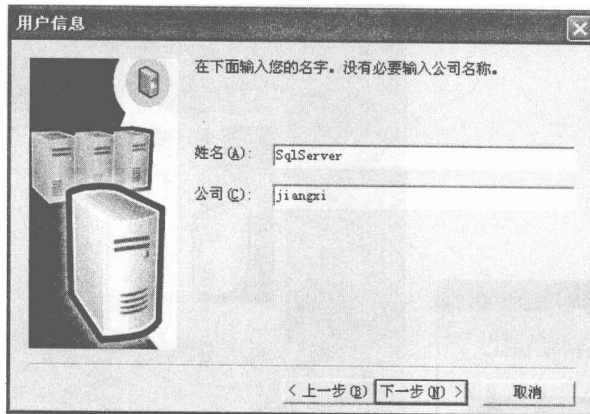 用户信息
在下面输入您的名字。没有必要输入公司名称。
姓名(A): SqlServer
公司(C): jiangxi
< 上一步(B) 下一步(N) > 取消